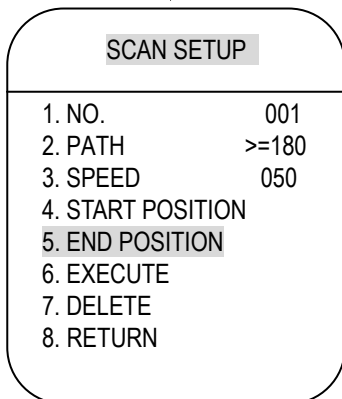 SCAN SETUP
1. NO. 001
2. PATH >=180
3. SPEED 050
4. START POSITION
5. END POSITION
6. EXECUTE
7. DELETE
8. RETURN